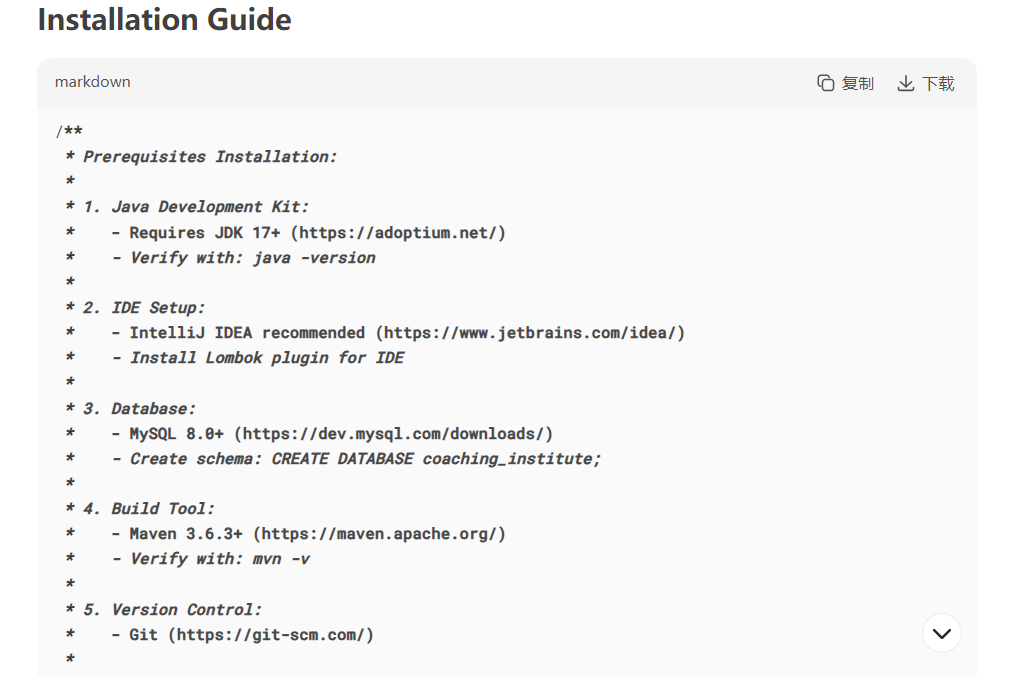 Installation Guide
markdown
复制
下载
/**
* Prerequisites Installation:
*
* 1. Java Development Kit:
*    - Requires JDK 17+ (https://adoptium.net/)
*    - Verify with: java -version
*
* 2. IDE Setup:
*    - IntelliJ IDEA recommended (https://www.jetbrains.com/idea/)
*    - Install Lombok plugin for IDE
*
* 3. Database:
*    - MySQL 8.0+ (https://dev.mysql.com/downloads/)
*    - Create schema: CREATE DATABASE coaching_institute;
*
* 4. Build Tool:
*    - Maven 3.6.3+ (https://maven.apache.org/)
*    - Verify with: mvn -v
*
* 5. Version Control:
*    - Git (https://git-scm.com/)
*